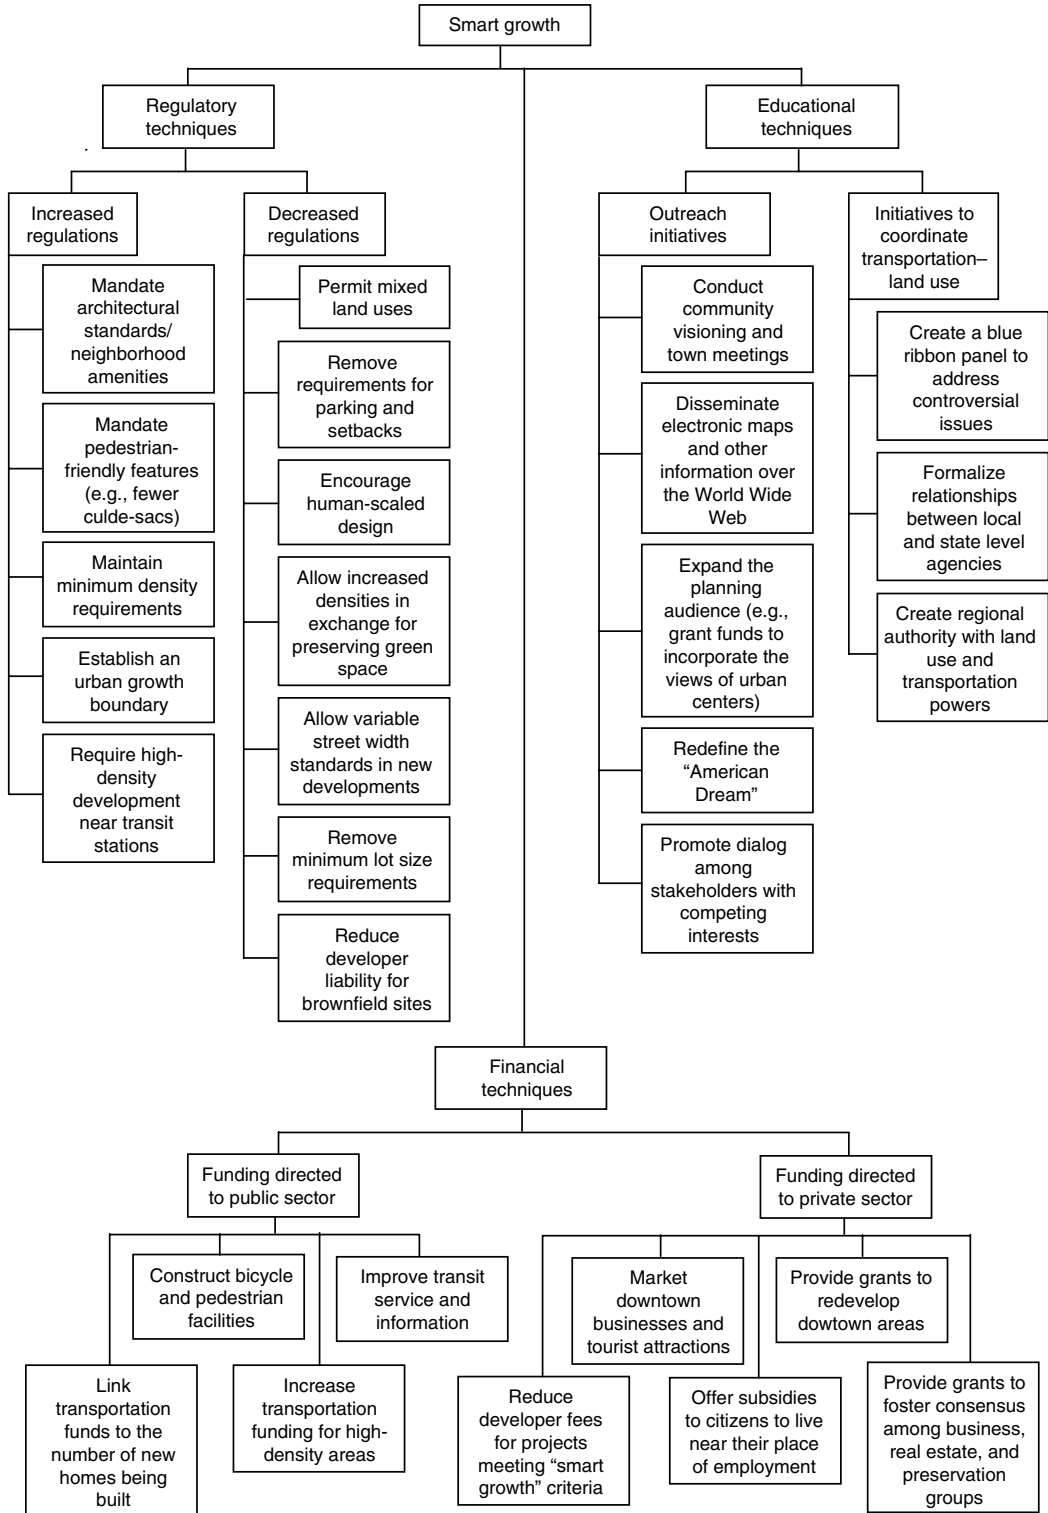 Smart growth
Regulatory
techniques
Educational
techniques
Increased
regulations
Decreased
regulations
Outreach
initiatives
Initiatives to
coordinate
transportation–
land use
Mandate
architectural
standards/
neighborhood
amenities
Mandate
pedestrian-
friendly features
(e.g., fewer
culde-sacs)
Maintain
minimum density
requirements
Establish an
urban growth
boundary
Require high-
density
development
near transit
stations
Permit mixed
land uses
Remove
requirements for
parking and
setbacks
Encourage
human-scaled
design
Allow increased
densities in
exchange for
preserving green
space
Allow variable
street width
standards in new
developments
Remove
minimum lot size
requirements
Reduce
developer
liability for
brownfield sites
Conduct
community
visioning and
town meetings
Disseminate
electronic maps
and other
information over
the World Wide
Web
Expand the
planning
audience (e.g.,
grant funds to
incorporate the
views of urban
centers)
Redefine the
“American
Dream”
Promote dialog
among
stakeholders with
competing
interests
Create a blue
ribbon panel to
address
controversial
issues
Formalize
relationships
between local
and state level
agencies
Create regional
authority with land
use and
transportation
powers
Financial
techniques
Funding directed
to public sector
Funding directed
to private sector
Construct bicycle
and pedestrian
facilities
Improve transit
service and
information
Link
transportation
funds to the
number of new
homes being
built
Increase
transportation
funding for high-
density areas
Market
downtown
businesses and
tourist attractions
Provide grants to
redevelop
dowtown areas
Reduce
developer fees
for projects
meeting “smart
growth” criteria
Offer subsidies
to citizens to live
near their place
of employment
Provide grants to
foster consensus
among business,
real estate, and
preservation
groups